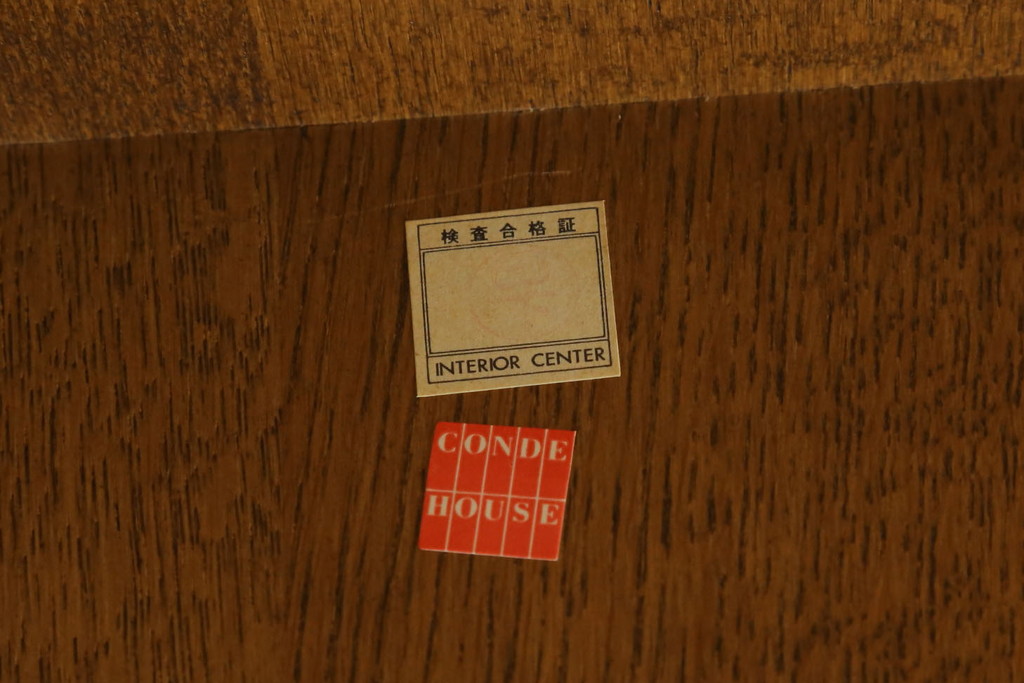 検査合格証
INTERIOR CENTER
CONDE
HOUSE